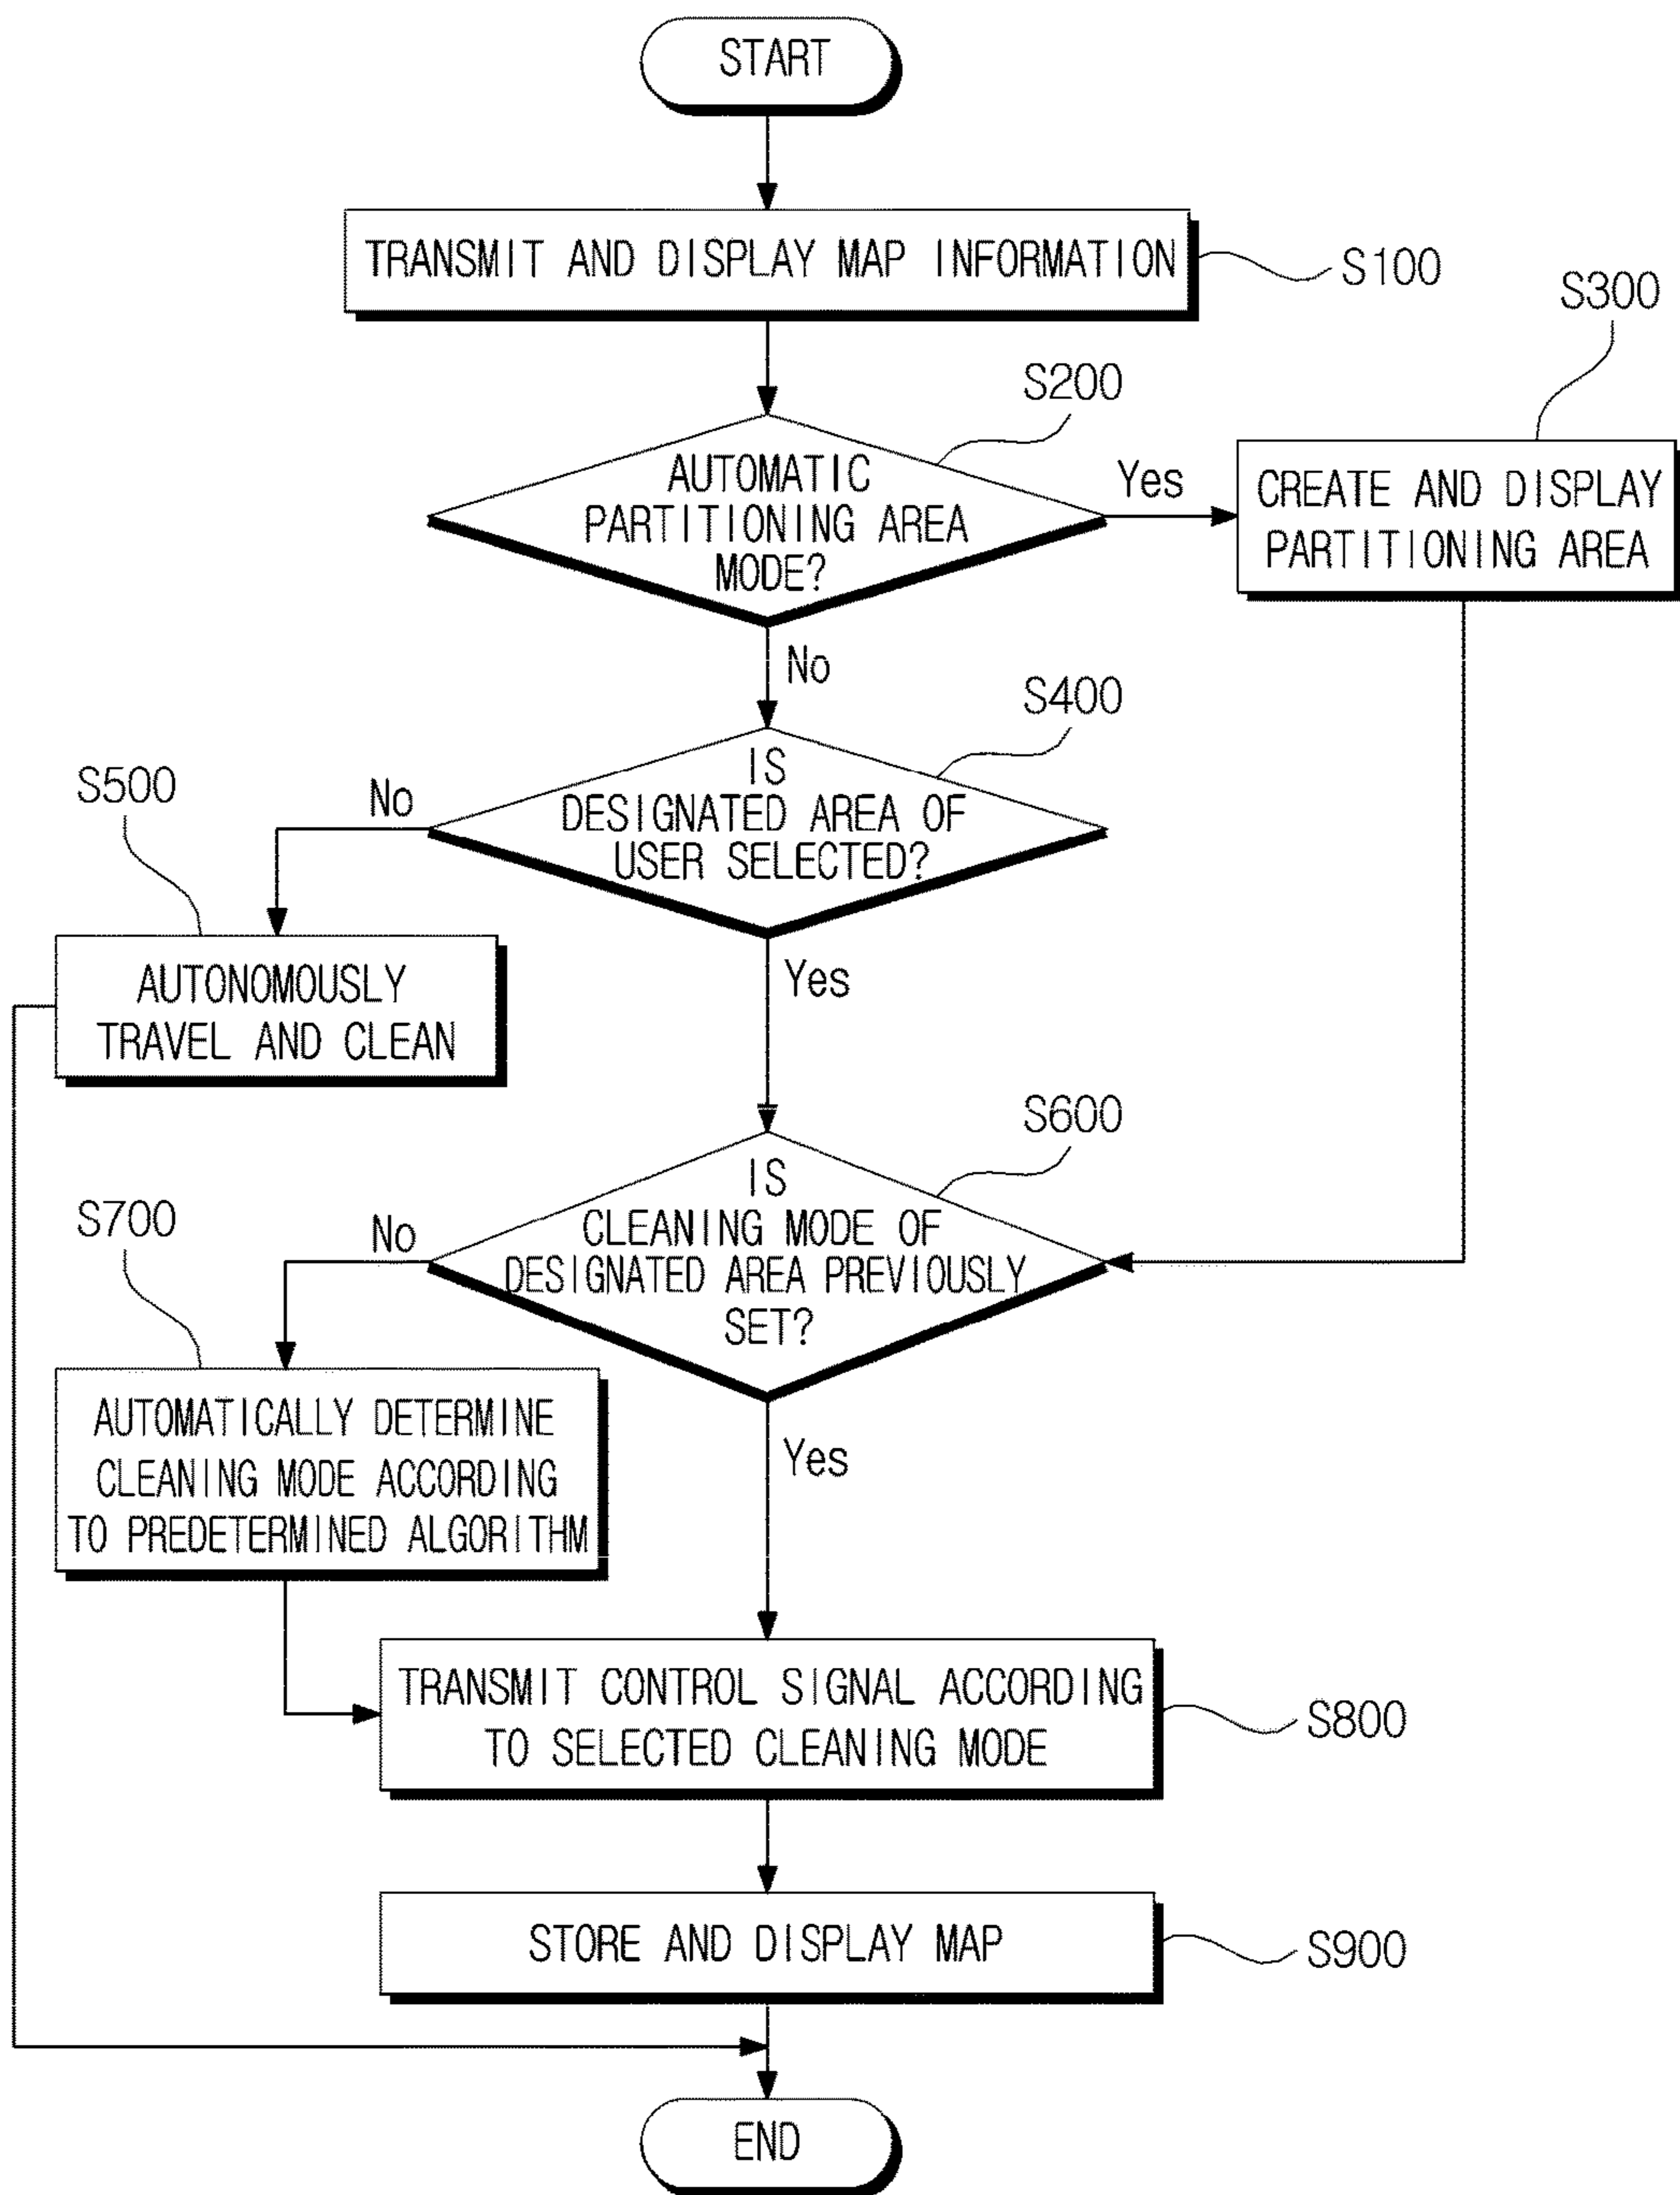 START
TRANSMIT AND DISPLAY MAP INFORMATION
S100
S300
S200
AUTOMATIC
PARTITIONING AREA
MODE?
Yes
CREATE AND DISPLAY
PARTITIONING AREA
No
S400
IS
DESIGNATED AREA OF
USER SELECTED?
No
S500
Yes
AUTONOMOUSLY
TRAVEL AND CLEAN
S600
IS
CLEANING MODE OF
DESIGNATED AREA PREVIOUSLY
SET?
No
S700
Yes
AUTOMATICALLY DETERMINE
CLEANING MODE ACCORDING
TO PREDETERMINED ALGORITHM
TRANSMIT CONTROL SIGNAL ACCORDING
TO SELECTED CLEANING MODE
S800
STORE AND DISPLAY MAP
S900
END